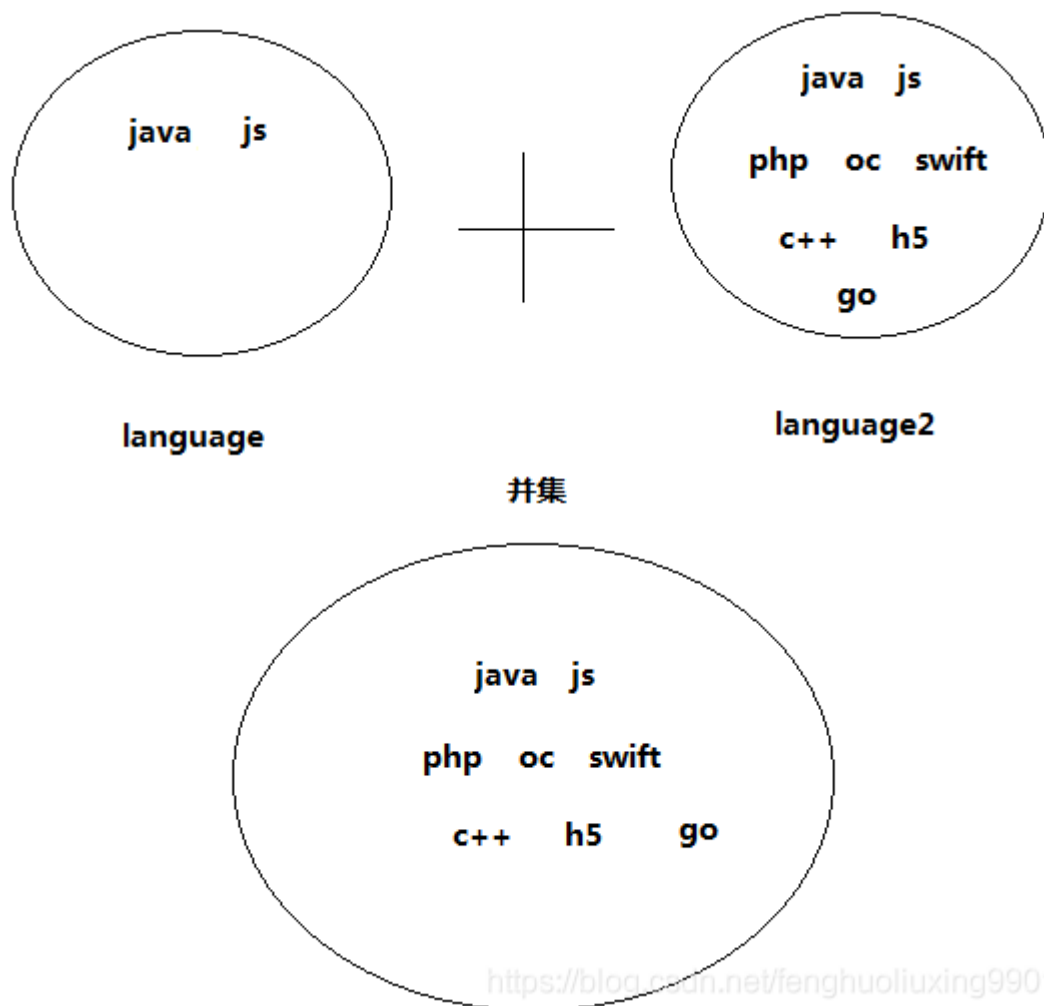 java js
java js
php oc swift
c++ h5
go
language
language2
并集
java js
php oc swift
c++ h5 go
https://blog.csdn.net/fenghuoliuxing990